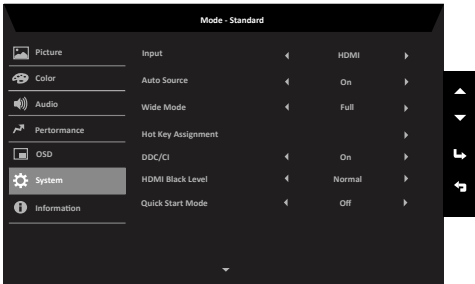 Mode - Standard
Picture
Color
Audio
Pertormance
OSD
System
Information
Input HDMI
Auto Source On
Wide Mode Full
Hot Key Assignment
DDC/CI On
HDMI Black Level Normal
Quick Start Mode Off